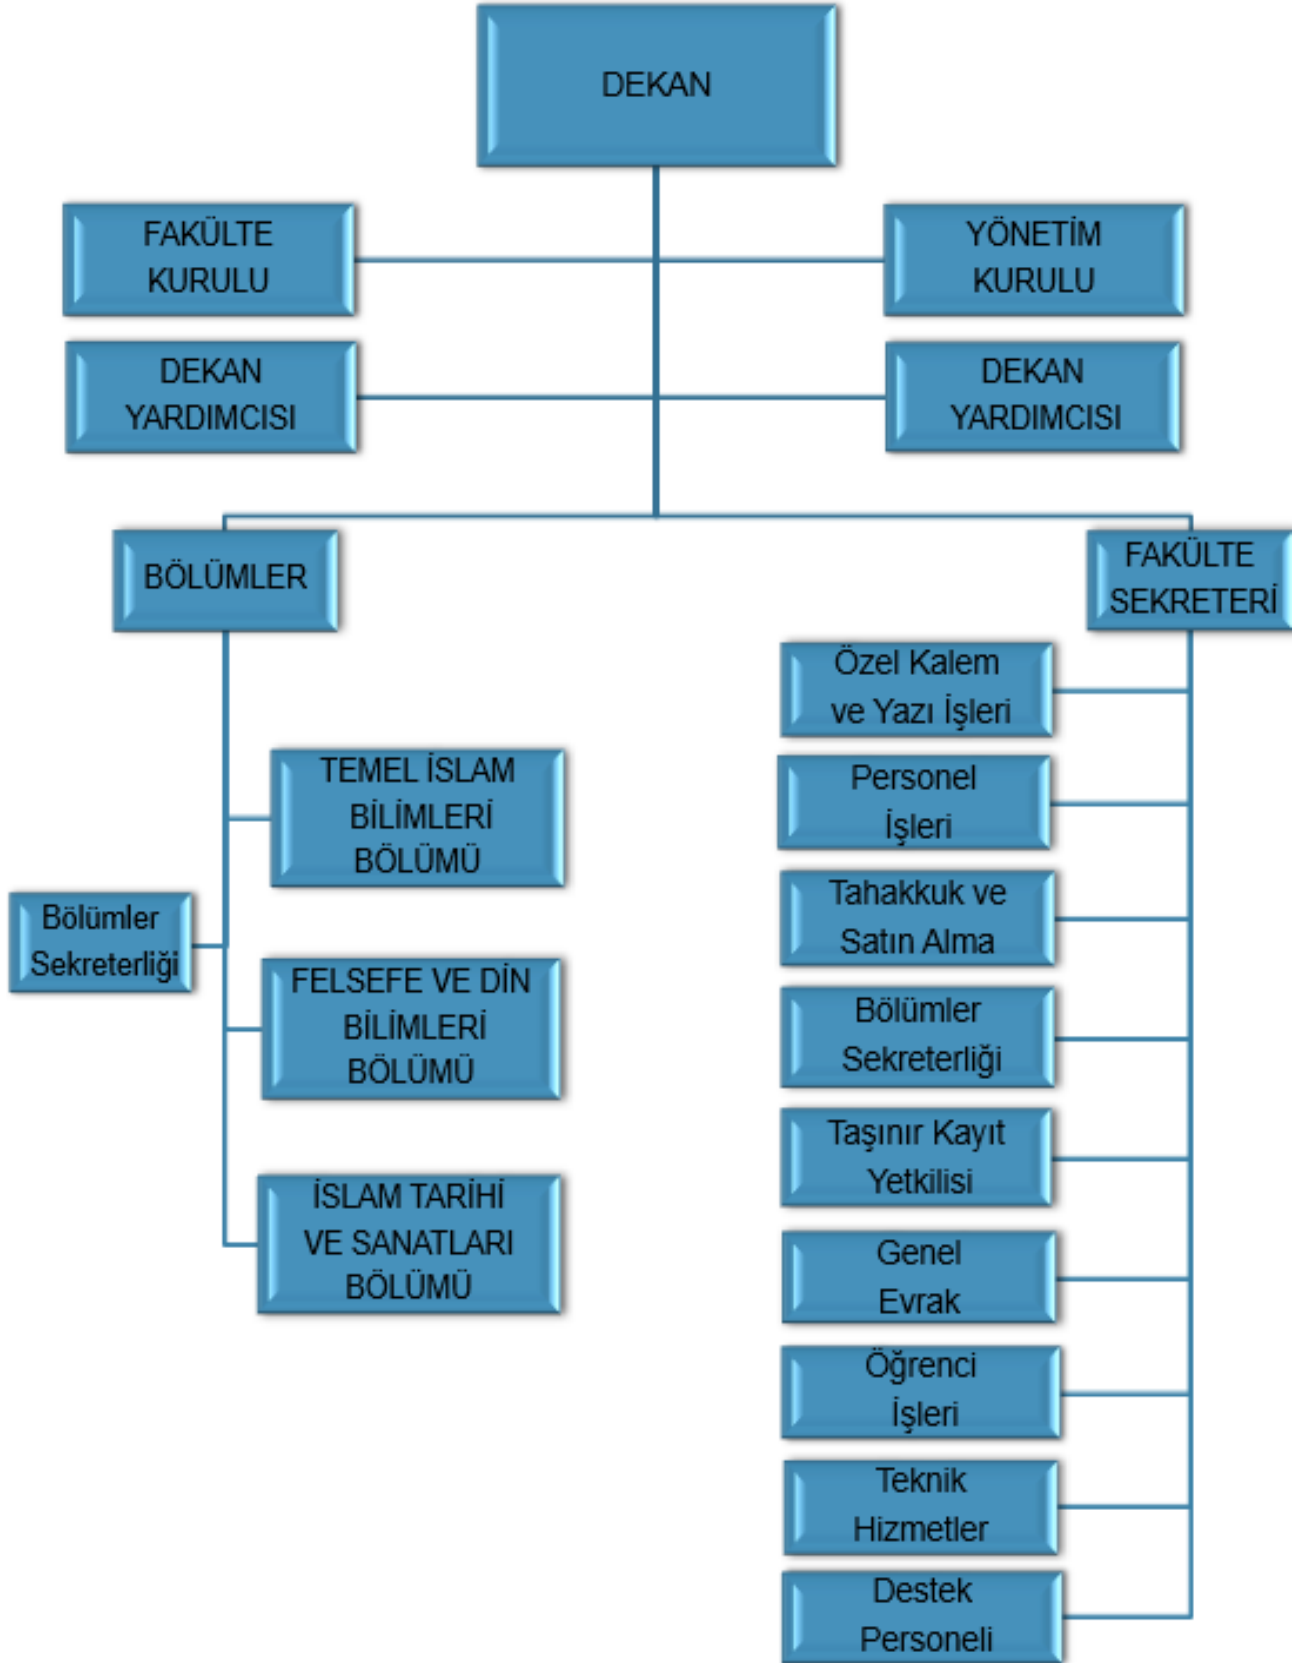 DEKAN
FAKÜLTE
KURULU
YÖNETİM
KURULU
DEKAN
YARDIMCISI
DEKAN
YARDIMCISI
BÖLÜMLER
TEMEL İSLAM
BİLİMLERİ
BÖLÜMÜ
Bölümler
Sekreterliği
FELSEFE VE DİN
BİLİMLERİ
BÖLÜMÜ
İSLAM TARİHİ
VE SANATLARI
BÖLÜMÜ
FAKÜLTE
SEKRETERİ
Özel Kalem
ve Yazı İşleri
Personel
İşleri
Tahakkuk ve
Satın Alma
Bölümler
Sekreterliği
Taşınır Kayıt
Yetkilisi
Genel
Evrak
Öğrenci
İşleri
Teknik
Hizmetler
Destek
Personeli